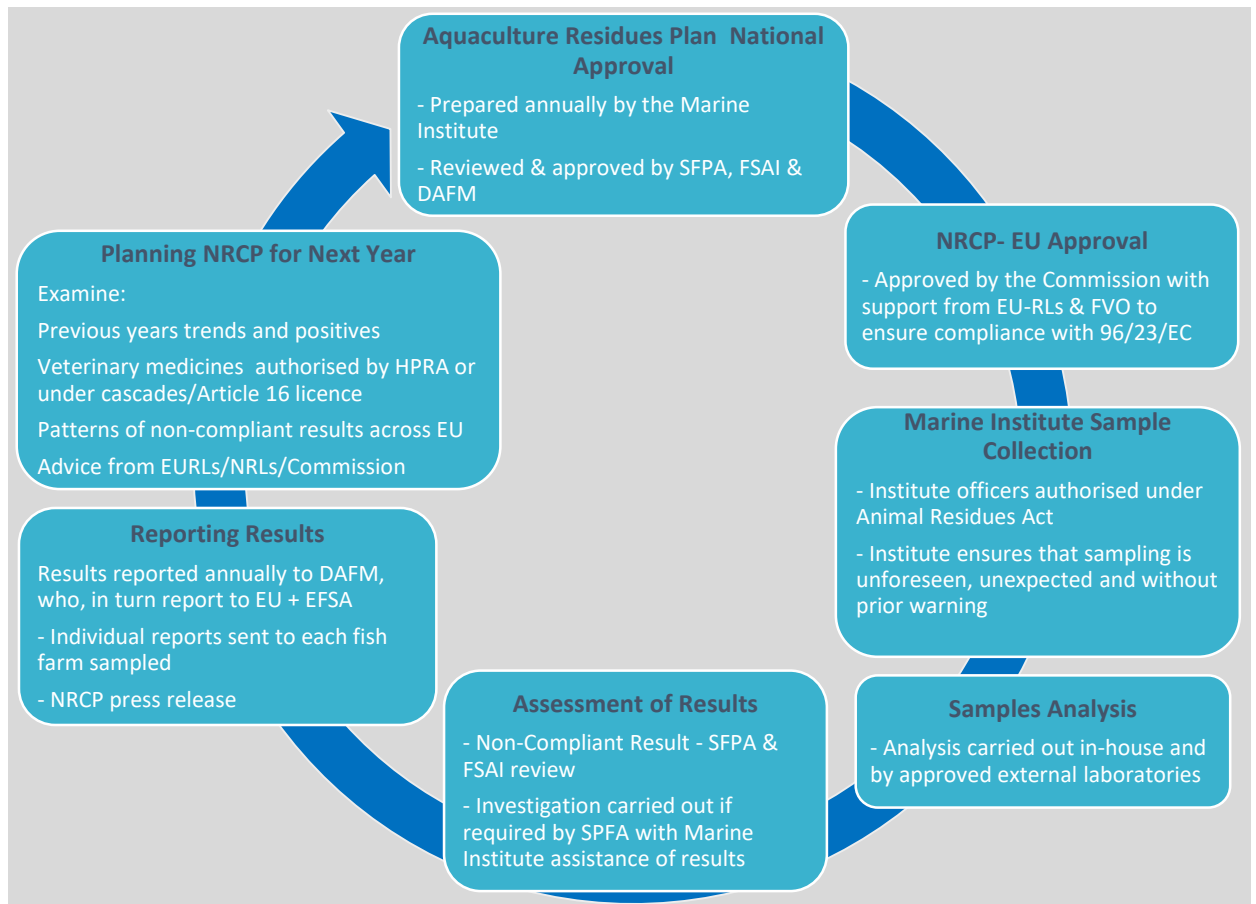 Aquaculture Residues Plan  National
Approval
- Prepared annually by the Marine
Institute
- Reviewed & approved by SFPA, FSAI &
DAFM
NRCP- EU Approval
- Approved by the Commission with
support from EU-RLs & FVO to
ensure compliance with 96/23/EC
Marine Institute Sample
Collection
- Institute officers authorised under
Animal Residues Act
- Institute ensures that sampling is
unforeseen, unexpected and without
prior warning
Samples Analysis
- Analysis carried out in-house and
by approved external laboratories
Assessment of Results
- Non-Compliant Result - SFPA &
FSAI review
- Investigation carried out if
required by SPFA with Marine
Institute assistance of results
Reporting Results
Results reported annually to DAFM,
who, in turn report to EU + EFSA
- Individual reports sent to each fish
farm sampled
- NRCP press release
Planning NRCP for Next Year
Examine:
Previous years trends and positives
Veterinary medicines  authorised by HPRA or
under cascades/Article 16 licence
Patterns of non-compliant results across EU
Advice from EURLs/NRLs/Commission